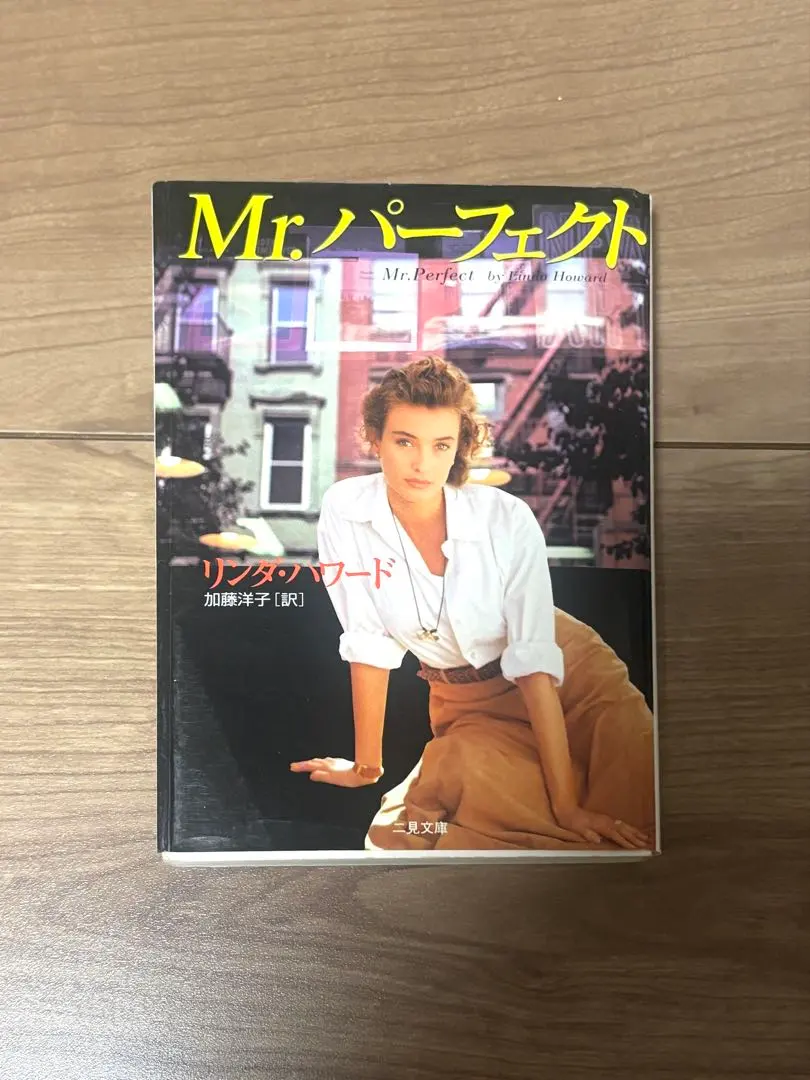 Mr.パーフェクト
Mr.Perfect by Linda Howard
リンダ・ハワード
加藤洋子[訳]
二見文庫